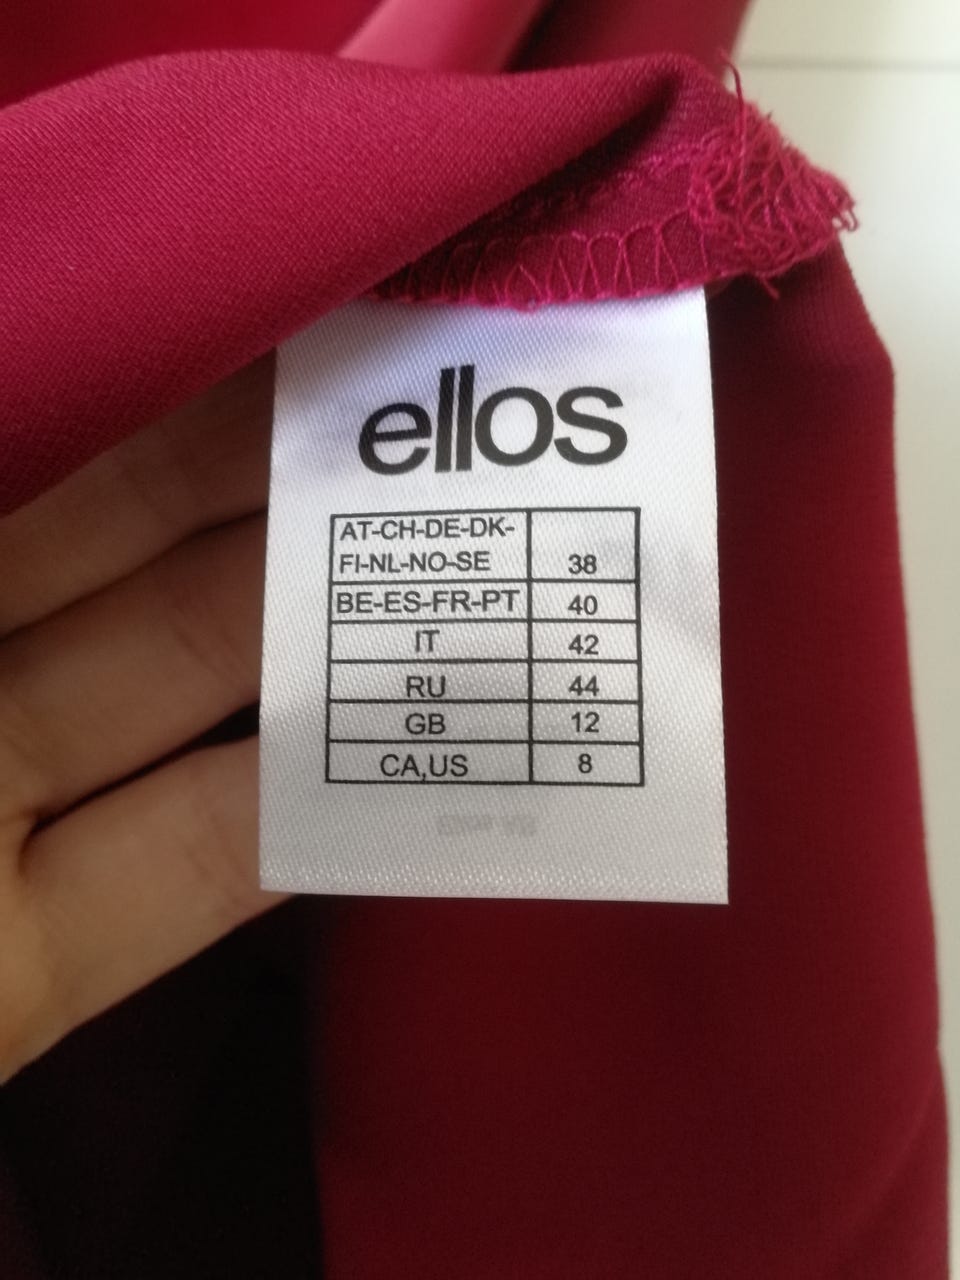 ellos
AT-CH-DE-DK-
FI-NL-NO-SE 38
BE-ES-FR-PT 40
IT 42
RU 44
GB 12
CA,US 8